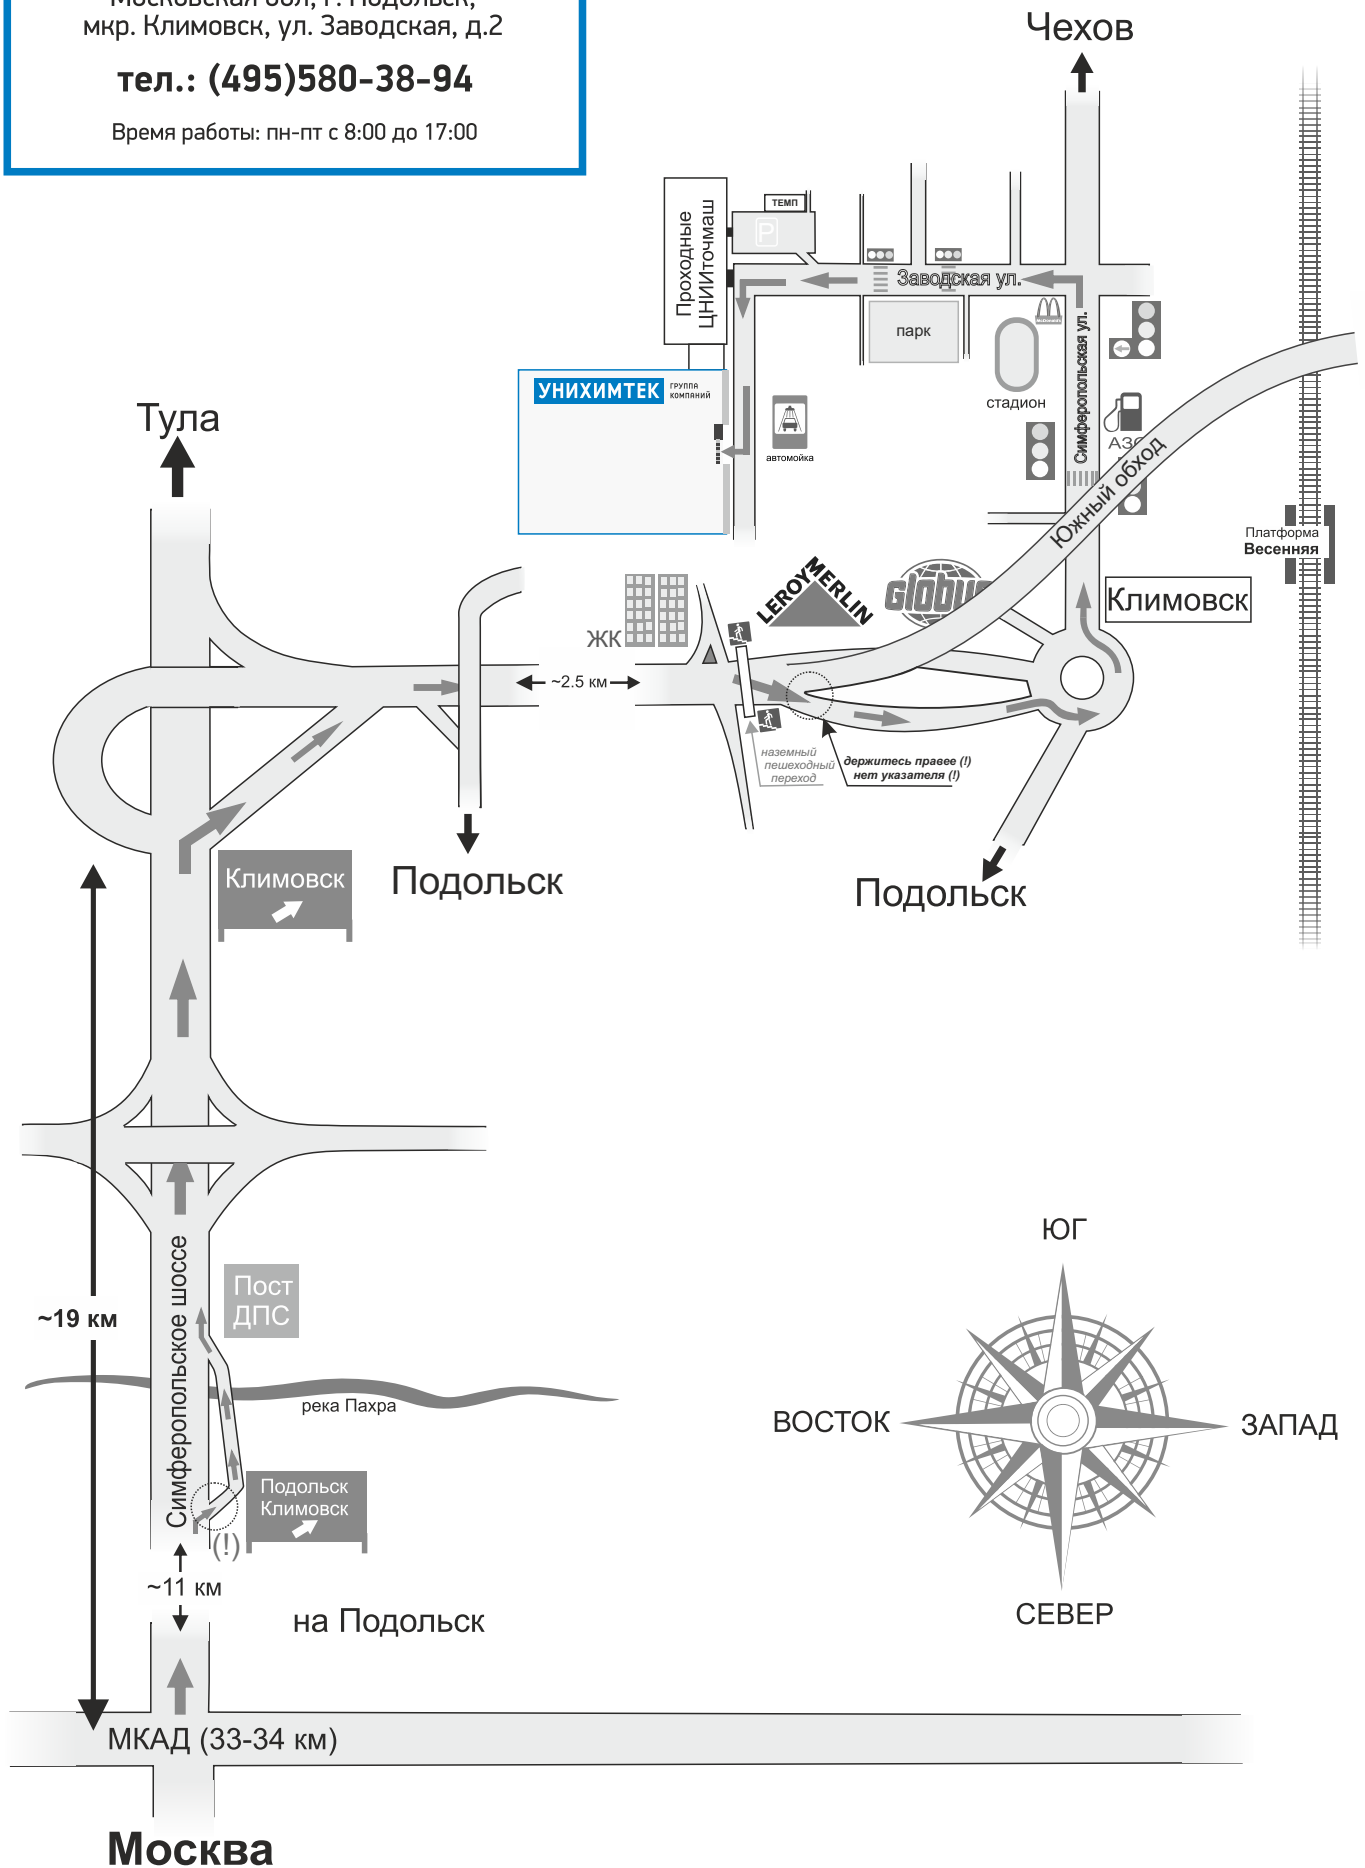 Московская обл, г. Подольск,
мкр. Климовск, ул. Заводская, д.2
тел.: (495)580-38-94
Время работы: пн-пт с 8:00 до 17:00
Чехов
ТЕМП
P
Проходные
ЦНИИточмаш
Заводская ул.
парк
стадион
Симферопольская ул.
УНИХИМТЕК
ГРУППА
КОМПАНИЙ
автомойка
Тула
Южный обход
Платформа
Весенняя
LEROY MERLIN
Климовск
ЖК
~2.5 км
наземный
пешеходный
переход
держитесь правее (!)
нет указателя (!)
Климовск
Подольск
Подольск
ЮГ
ВОСТОК
ЗАПАД
СЕВЕР
Симферопольское шоссе
Пост
ДПС
~19 км
река Пахра
Подольск
Климовск
(!)
~11 км
на Подольск
МКАД (33-34 км)
Москва